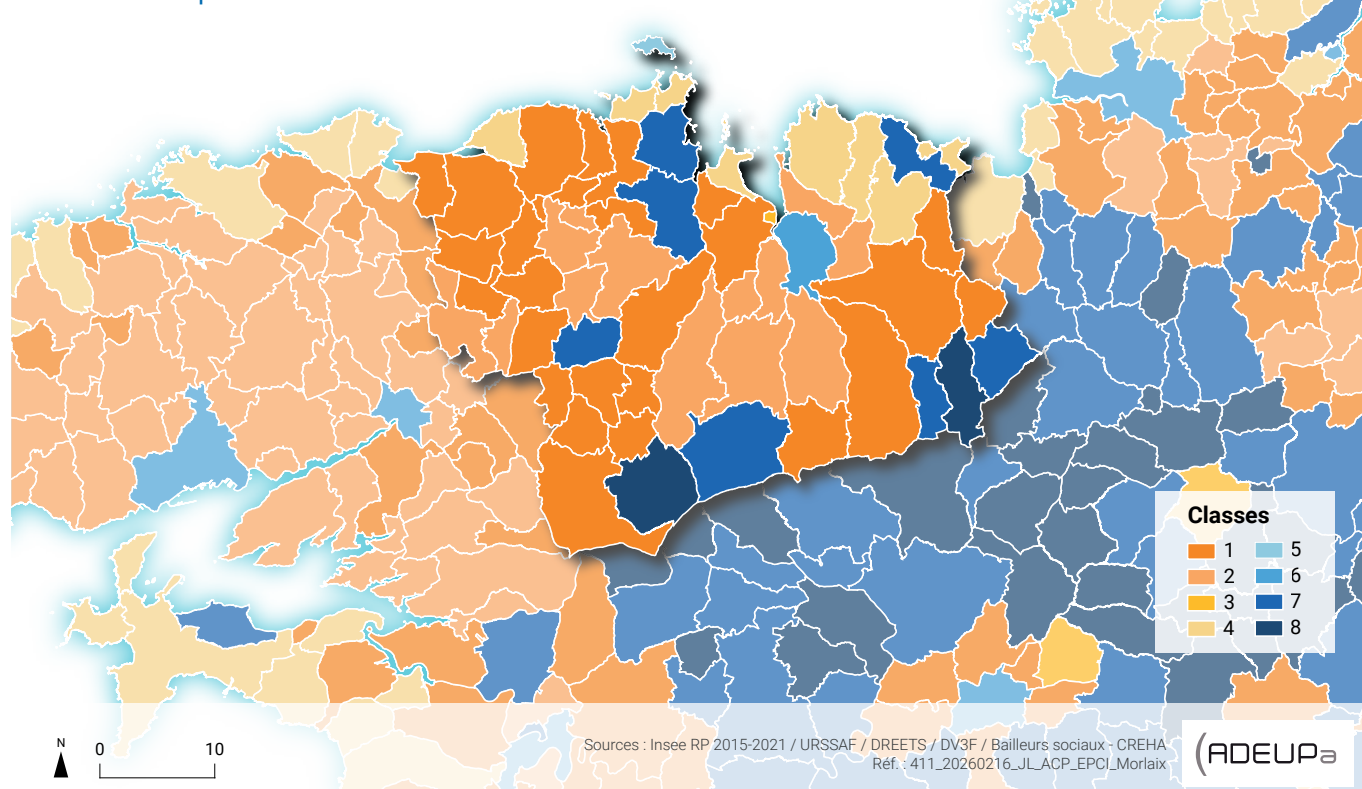 Classes
1 5
2 6
3 7
4 8
N
0 10
Sources : Insee RP 2015-2021 / URSSAF / DREETS / DV3F / Bailleurs sociaux - CREHA
Réf. : 411_20260216_JL_ACP_EPCI_Morlaix
ADEUPa